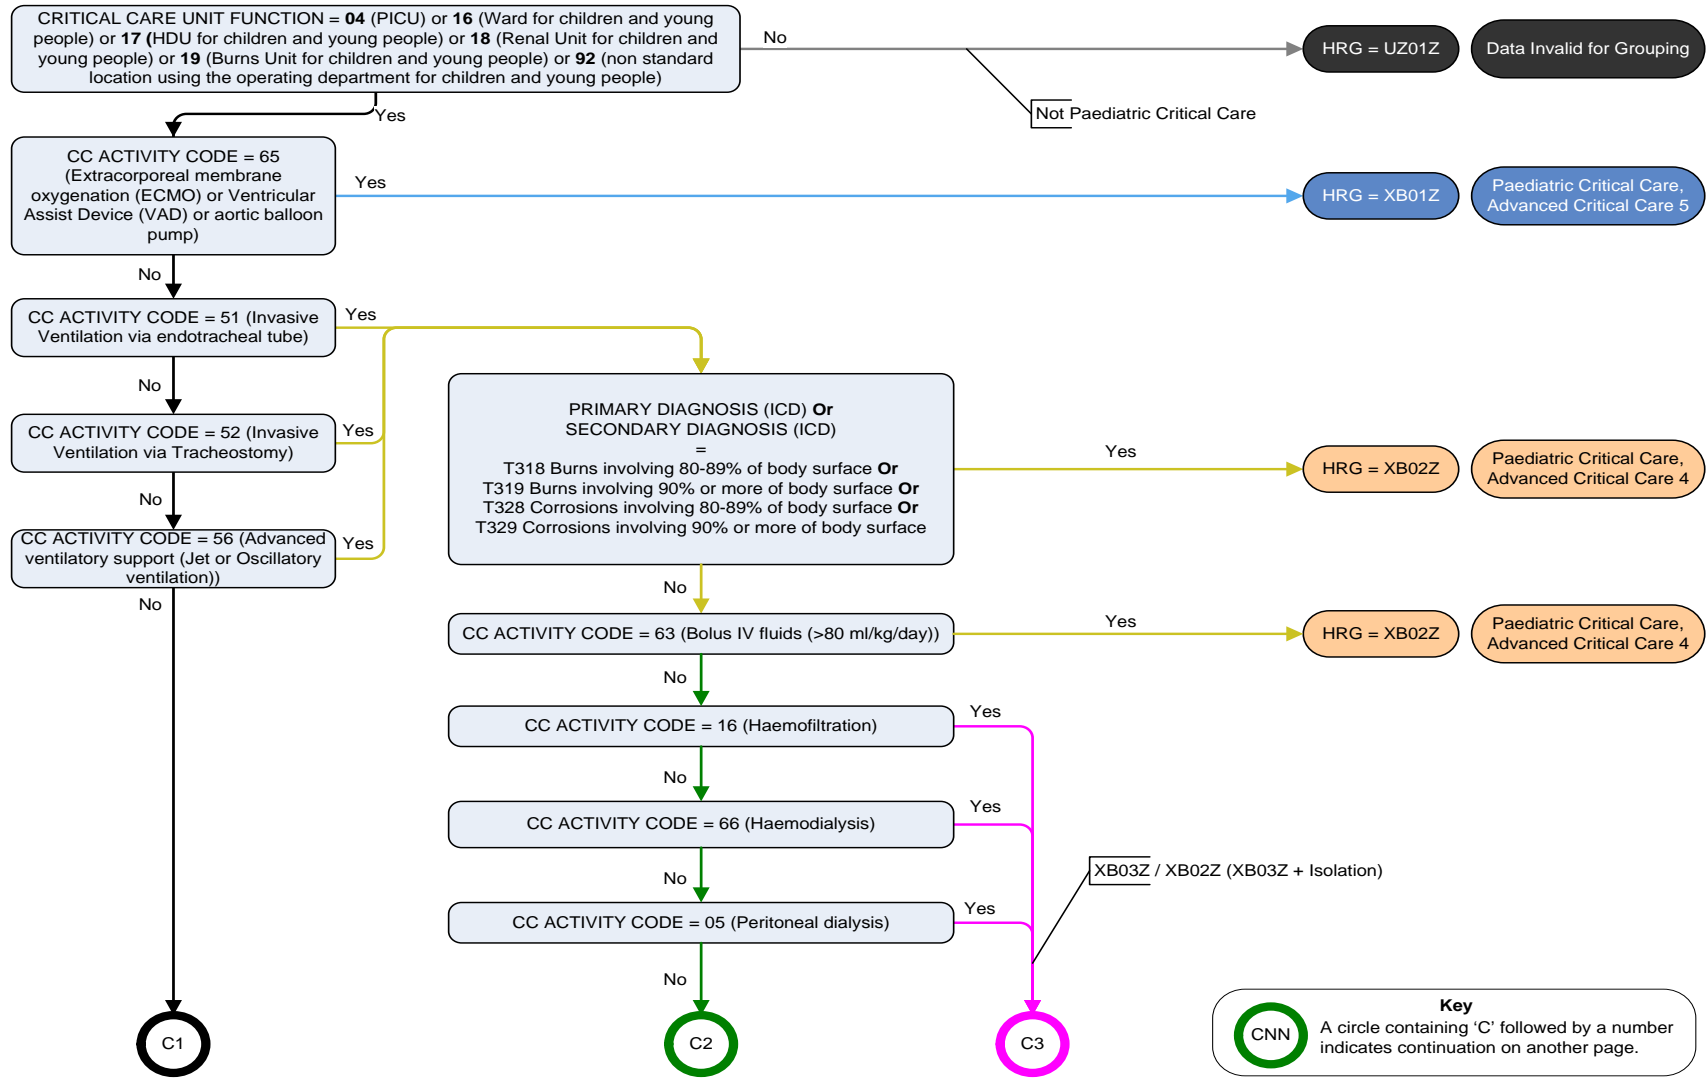 CRITICAL CARE UNIT FUNCTION = 04 (PICU) or 16 (Ward for children and young
people) or 17 (HDU for children and young people) or 18 (Renal Unit for children and
young people) or 19 (Burns Unit for children and young people) or 92 (non standard
location using the operating department for children and young people)
No
HRG = UZ01Z
Data Invalid for Grouping
Not Paediatric Critical Care
Yes
CC ACTIVITY CODE = 65
(Extracorporeal membrane
oxygenation (ECMO) or Ventricular
Assist Device (VAD) or aortic balloon
pump)
Yes
HRG = XB01Z
Paediatric Critical Care,
Advanced Critical Care 5
No
CC ACTIVITY CODE = 51 (Invasive
Ventilation via endotracheal tube)
Yes
No
CC ACTIVITY CODE = 52 (Invasive
Ventilation via Tracheostomy)
Yes
No
CC ACTIVITY CODE = 56 (Advanced
ventilatory support (Jet or Oscillatory
ventilation))
Yes
No
PRIMARY DIAGNOSIS (ICD) Or
SECONDARY DIAGNOSIS (ICD)
=
T318 Burns involving 80-89% of body surface Or
T319 Burns involving 90% or more of body surface Or
T328 Corrosions involving 80-89% of body surface Or
T329 Corrosions involving 90% or more of body surface
Yes
HRG = XB02Z
Paediatric Critical Care,
Advanced Critical Care 4
No
CC ACTIVITY CODE = 63 (Bolus IV fluids (>80 ml/kg/day))
Yes
HRG = XB02Z
Paediatric Critical Care,
Advanced Critical Care 4
No
CC ACTIVITY CODE = 16 (Haemofiltration)
Yes
No
CC ACTIVITY CODE = 66 (Haemodialysis)
Yes
XB03Z / XB02Z (XB03Z + Isolation)
No
CC ACTIVITY CODE = 05 (Peritoneal dialysis)
Yes
No
C1
C2
C3
Key
CNN
A circle containing ‘C’ followed by a number
indicates continuation on another page.